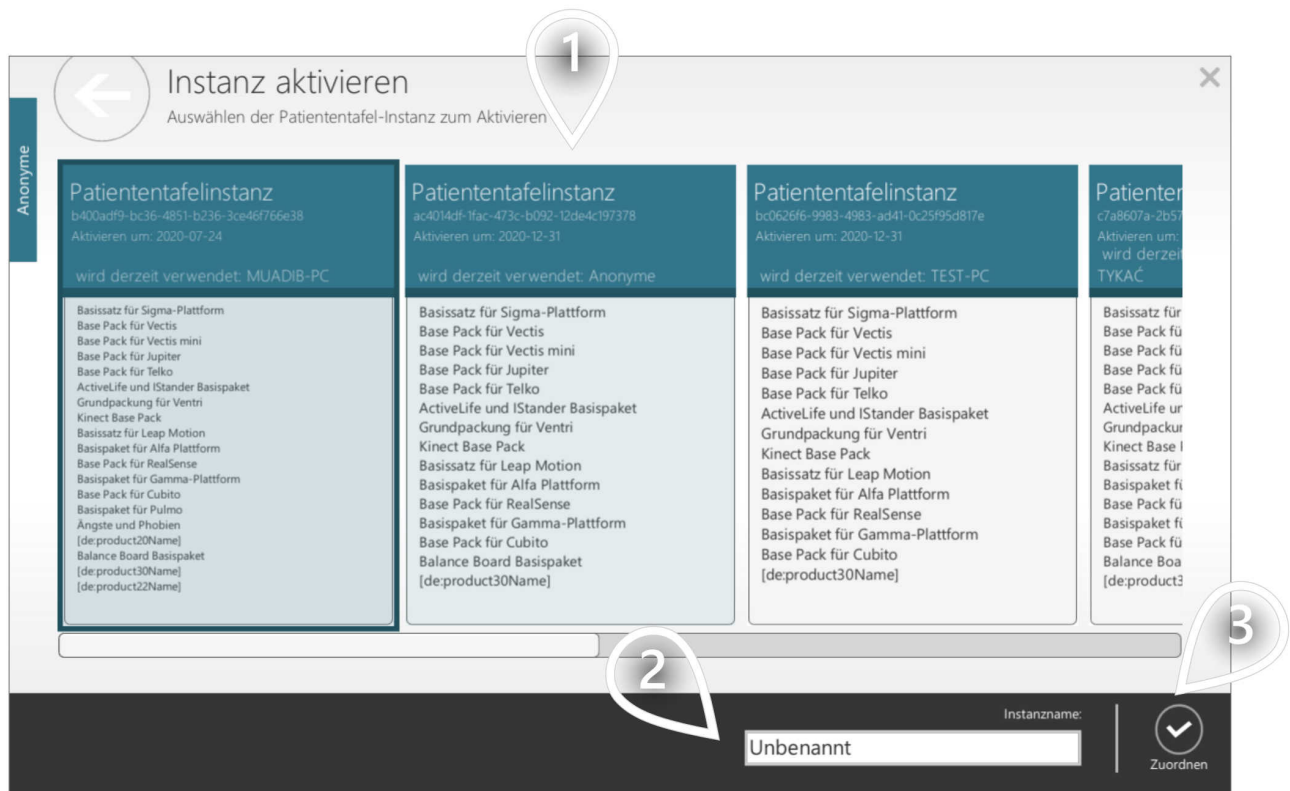 1
Instanz aktivieren
Auswählen der Patiententafel-Instanz zum Aktivieren
Anonyme
Patiententafelinstanz
b400adf9-bc36-4851-b236-3ce46f766e38
Aktivieren um: 2020-07-24
wird derzeit verwendet: MUADIB-PC
Basissatz für Sigma-Plattform
Base Pack für Vectis
Base Pack für Vectis mini
Base Pack für Jupiter
Base Pack für Telko
ActiveLife und IStander Basispaket
Grundpackung für Ventri
Kinect Base Pack
Basissatz für Leap Motion
Basispaket für Alfa Plattform
Base Pack für RealSense
Basispaket für Gamma-Plattform
Base Pack für Cubito
Basispaket für Pulmo
Ängste und Phobien
[de:product20Name]
Balance Board Basispaket
[de:product30Name]
[de:product22Name]
Patiententafelinstanz
ac4014df-1fac-473c-b092-12de4c197378
Aktivieren um: 2020-12-31
wird derzeit verwendet: Anonyme
Basissatz für Sigma-Plattform
Base Pack für Vectis
Base Pack für Vectis mini
Base Pack für Jupiter
Base Pack für Telko
ActiveLife und IStander Basispaket
Grundpackung für Ventri
Kinect Base Pack
Basissatz für Leap Motion
Basispaket für Alfa Plattform
Base Pack für RealSense
Basispaket für Gamma-Plattform
Base Pack für Cubito
Balance Board Basispaket
[de:product30Name]
Patiententafelinstanz
bc0626f6-9983-4983-ad41-0c25f95d817e
Aktivieren um: 2020-12-31
wird derzeit verwendet: TEST-PC
Basissatz für Sigma-Plattform
Base Pack für Vectis
Base Pack für Vectis mini
Base Pack für Jupiter
Base Pack für Telko
ActiveLife und IStander Basispaket
Grundpackung für Ventri
Kinect Base Pack
Basissatz für Leap Motion
Basispaket für Alfa Plattform
Base Pack für RealSense
Basispaket für Gamma-Plattform
Base Pack für Cubito
[de:product30Name]
Patienter
c7a8607a-2b57
Aktivieren um:
wird derzeit
TYKAĆ
Basissatz für
Base Pack fü
Base Pack fü
Base Pack fü
Base Pack fü
ActiveLife un
Grundpackun
Kinect Base
Basissatz für
Basispaket fü
Base Pack fü
Basispaket fü
Base Pack fü
Balance Boa
[de:product3
2
3
Instanzname:
Unbenannt
Zuordnen